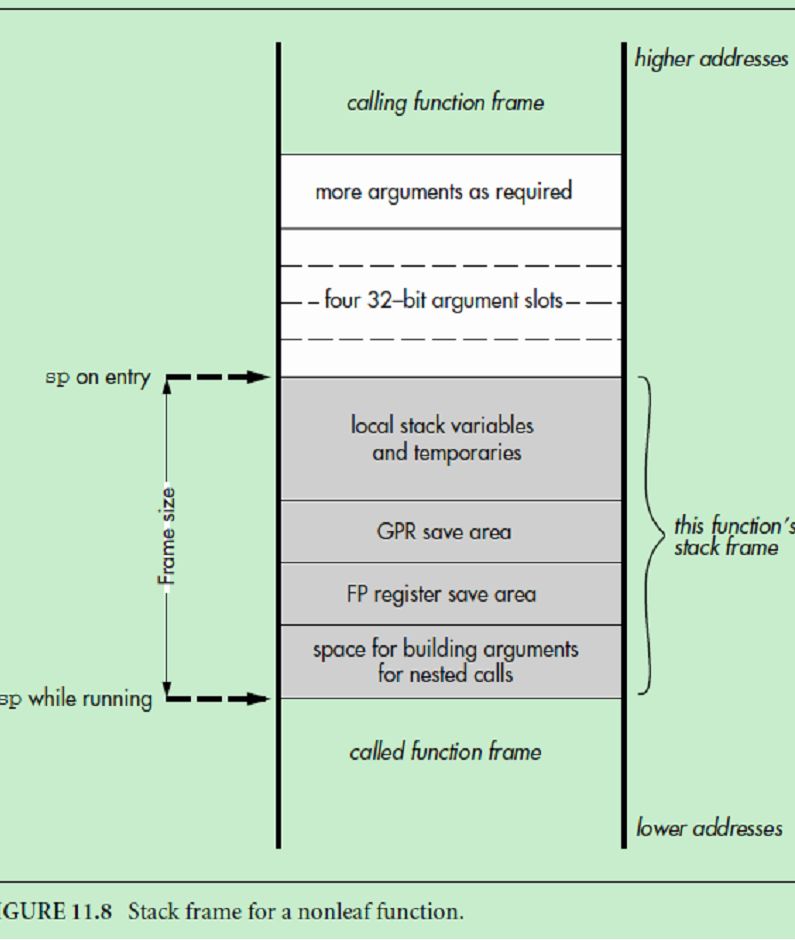 higher addresses
calling function frame
more arguments as required
four 32–bit argument slots
sp on entry
local stack variables
and temporaries
Frame size
GPR save area
this function's
stack frame
FP register save area
space for building arguments
for nested calls
sp while running
called function frame
lower addresses
IGURE 11.8 Stack frame for a nonleaf function.